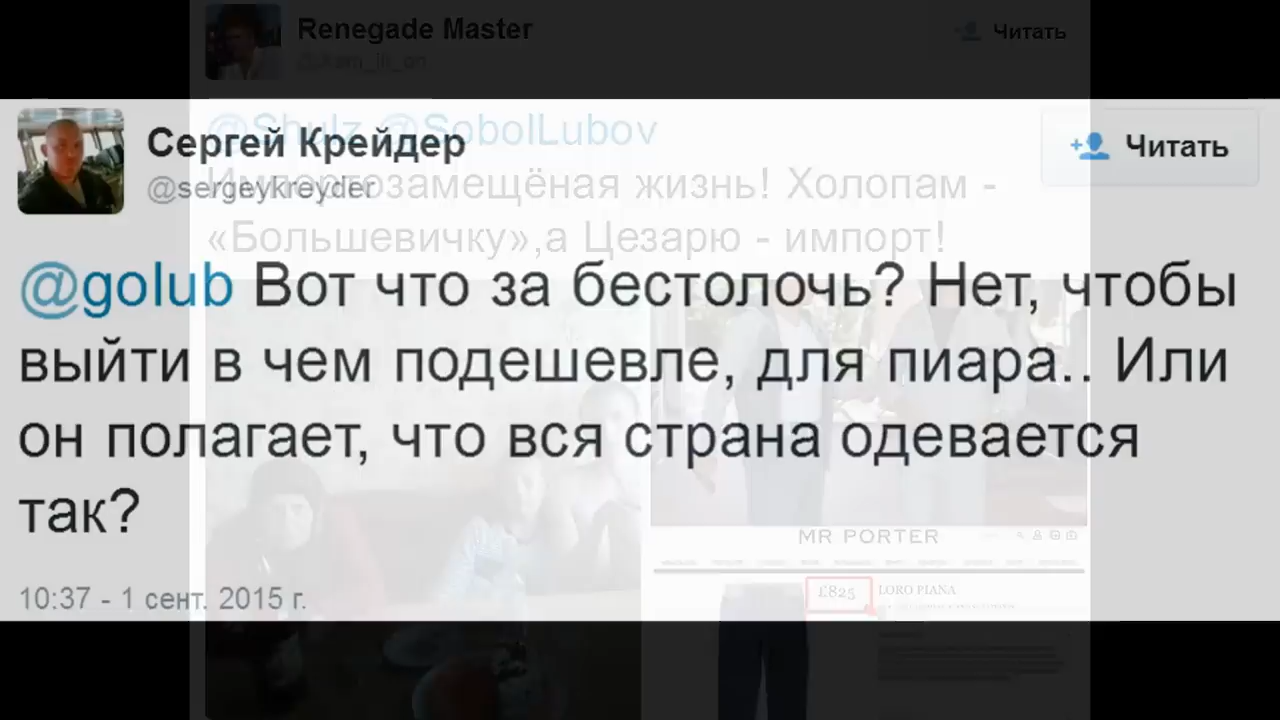 Renegade Master
Читать
@Shulz @SobolLubov
Импортозамещёная жизнь! Холопам -
«Большевичку»,а Цезарю - импорт!
Сергей Крейдер
@sergeykreyder
Читать
@golub Вот что за бестолочь? Нет, чтобы
выйти в чем подешевле, для пиара.. Или
он полагает, что вся страна одевается
так?
10:37 - 1 сент. 2015 г.
MR PORTER
£825
LORO PIANA